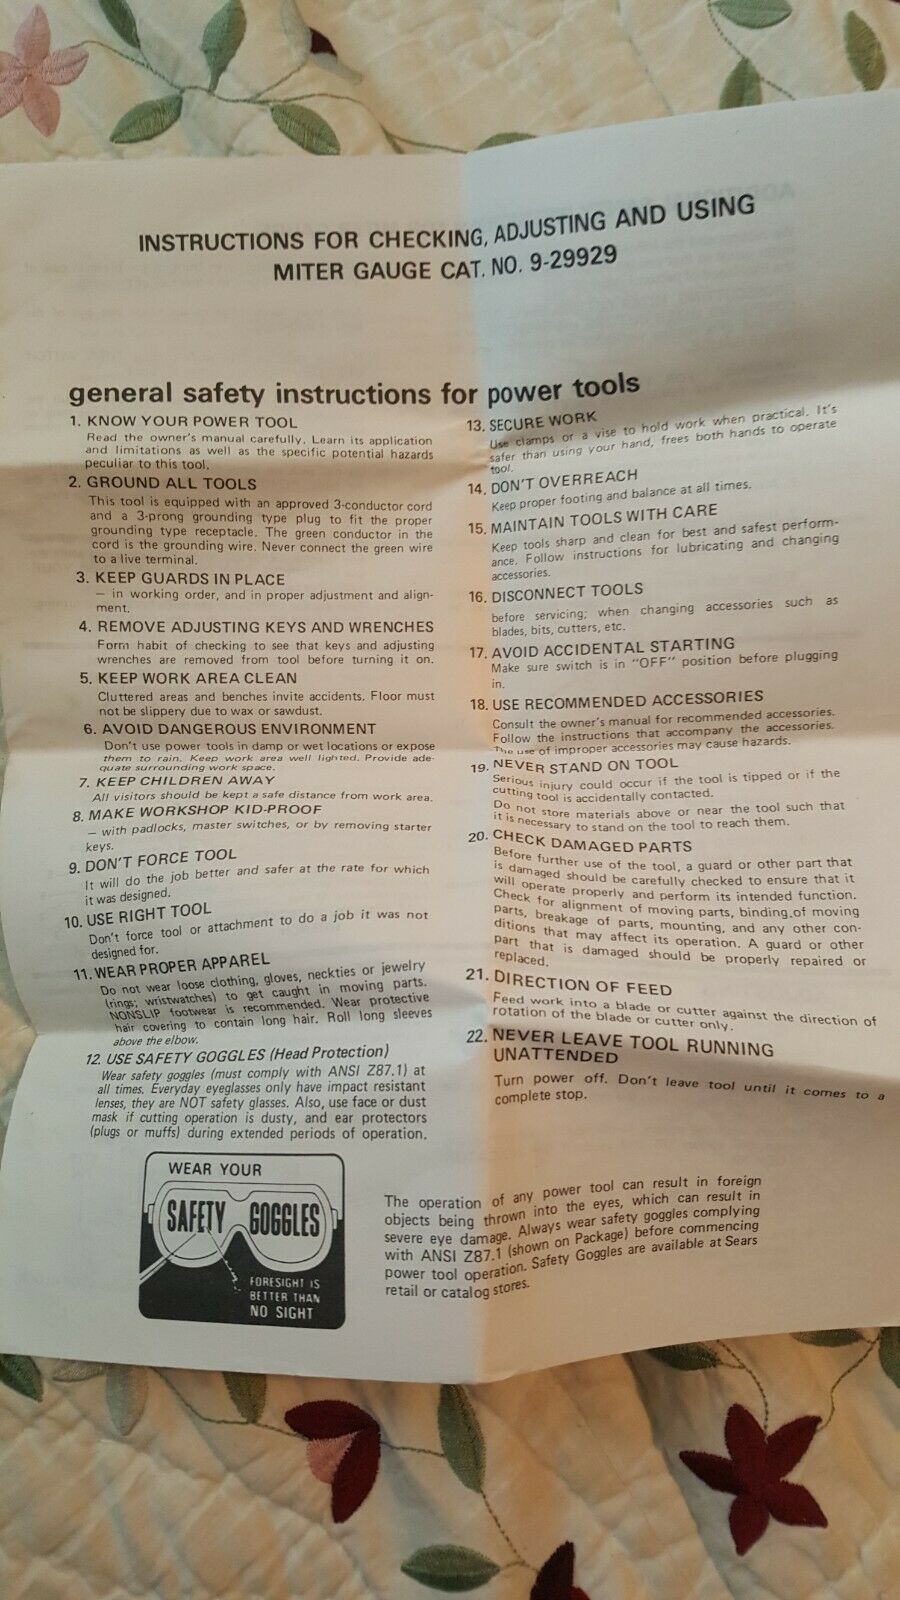 INSTRUCTIONS FOR CHECKING, ADJUSTING AND USING
MITER GAUGE CAT. NO. 9-29929
general safety instructions for power tools
1. KNOW YOUR POWER TOOL
Read the owner's manual carefully. Learn its application
and limitations as well as the specific potential hazards
peculiar to this tool.
2. GROUND ALL TOOLS
This tool is equipped with an approved 3-conductor cord
and a 3-prong grounding type plug to fit the proper
grounding type receptacle. The green conductor in the
cord is the grounding wire. Never connect the green wire
to a live terminal.
3. KEEP GUARDS IN PLACE
— in working order, and in proper adjustment and align-
ment.
4. REMOVE ADJUSTING KEYS AND WRENCHES
Form habit of checking to see that keys and adjusting
wrenches are removed from tool before turning it on.
5. KEEP WORK AREA CLEAN
Cluttered areas and benches invite accidents. Floor must
not be slippery due to wax or sawdust.
6. AVOID DANGEROUS ENVIRONMENT
Don't use power tools in damp or wet locations or expose
them to rain. Keep work area well lighted. Provide ade-
quate surrounding work space.
7. KEEP CHILDREN AWAY
All visitors should be kept a safe distance from work area.
8. MAKE WORKSHOP KID-PROOF
— with padlocks, master switches, or by removing starter
keys.
9. DON'T FORCE TOOL
It will do the job better and safer at the rate for which
it was designed.
10. USE RIGHT TOOL
Don't force tool or attachment to do a job it was not
designed for.
11. WEAR PROPER APPAREL
Do not wear loose clothing, gloves, neckties or jewelry
(rings, wristwatches) to get caught in moving parts.
NONSLIP footwear is recommended. Wear protective
hair covering to contain long hair. Roll long sleeves
above the elbow.
12. USE SAFETY GOGGLES (Head Protection)
Wear safety goggles (must comply with ANSI Z87.1) at
all times. Everyday eyeglasses only have impact resistant
lenses, they are NOT safety glasses. Also, use face or dust
mask if cutting operation is dusty, and ear protectors
(plugs or muffs) during extended periods of operation.
13. SECURE WORK
Use clamps or a vise to hold work when practical. It's
safer than using your hand, frees both hands to operate
tool.
14. DON'T OVERREACH
Keep proper footing and balance at all times.
15. MAINTAIN TOOLS WITH CARE
Keep tools sharp and clean for best and safest perform-
ance. Follow instructions for lubricating and changing
accessories.
16. DISCONNECT TOOLS
before servicing; when changing accessories such as
blades, bits, cutters, etc.
17. AVOID ACCIDENTAL STARTING
Make sure switch is in "OFF" position before plugging
in.
18. USE RECOMMENDED ACCESSORIES
Consult the owner's manual for recommended accessories.
Follow the instructions that accompany the accessories.
The use of improper accessories may cause hazards.
19. NEVER STAND ON TOOL
Serious injury could occur if the tool is tipped or if the
cutting tool is accidentally contacted.
Do not store materials above or near the tool such that
it is necessary to stand on the tool to reach them.
20. CHECK DAMAGED PARTS
Before further use of the tool, a guard or other part that
is damaged should be carefully checked to ensure that it
will operate properly and perform its intended function.
Check for alignment of moving parts, binding of moving
parts, breakage of parts, mounting, and any other con-
ditions that may affect its operation. A guard or other
part that is damaged should be properly repaired or
replaced.
21. DIRECTION OF FEED
Feed work into a blade or cutter against the direction of
rotation of the blade or cutter only.
22. NEVER LEAVE TOOL RUNNING
UNATTENDED
Turn power off. Don't leave tool until it comes to a
complete stop.
WEAR YOUR
SAFETY GOGGLES
FORESIGHT IS
BETTER THAN
NO SIGHT
The operation of any power tool can result in foreign
objects being thrown into the eyes, which can result in
severe eye damage. Always wear safety goggles complying
with ANSI Z87.1 (shown on Package) before commencing
power tool operation. Safety Goggles are available at Sears
retail or catalog stores.